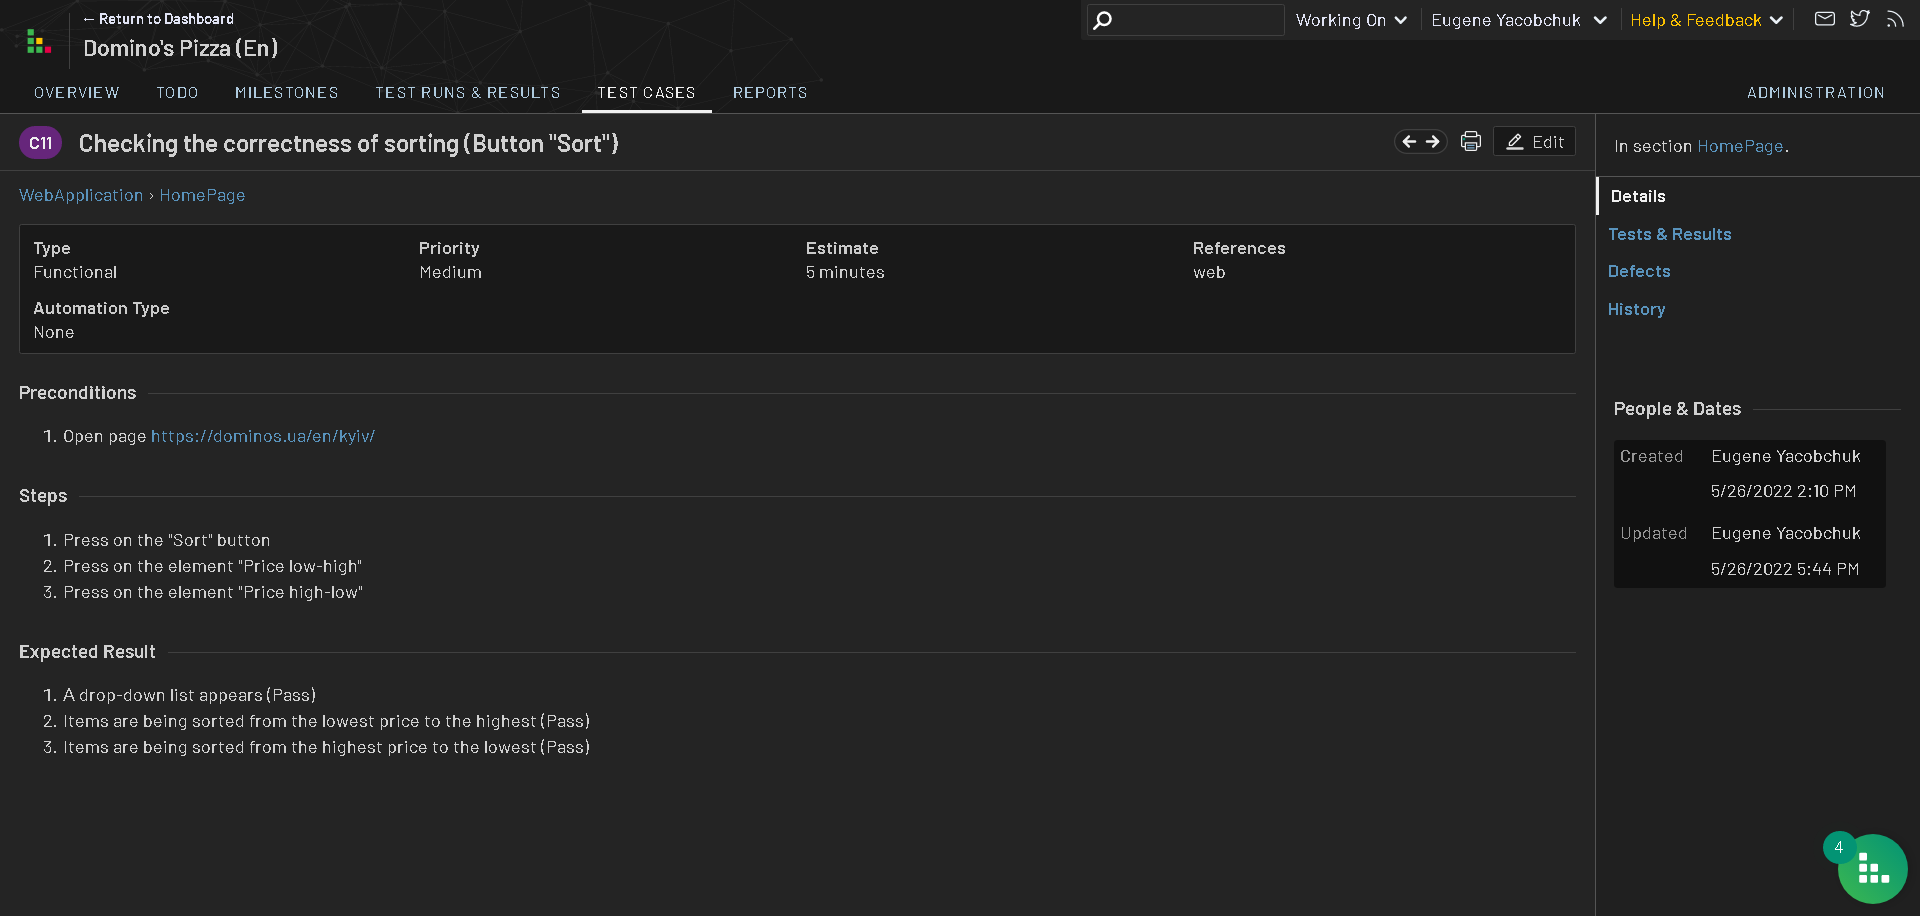 ← Return to Dashboard
Domino's Pizza (En)
Working On
Eugene Yacobchuk
Help & Feedback
OVERVIEW TODO MILESTONES TEST RUNS & RESULTS TEST CASES REPORTS ADMINISTRATION
C11 Checking the correctness of sorting (Button "Sort")
Edit
WebApplication › HomePage
Type Priority Estimate References
Functional Medium 5 minutes web
Automation Type
None
Preconditions
1. Open page https://dominos.ua/en/kyiv/
Steps
1. Press on the "Sort" button
2. Press on the element "Price low-high"
3. Press on the element "Price high-low"
Expected Result
1. A drop-down list appears (Pass)
2. Items are being sorted from the lowest price to the highest (Pass)
3. Items are being sorted from the highest price to the lowest (Pass)
In section HomePage.
Details
Tests & Results
Defects
History
People & Dates
Created Eugene Yacobchuk
5/26/2022 2:10 PM
Updated Eugene Yacobchuk
5/26/2022 5:44 PM
4